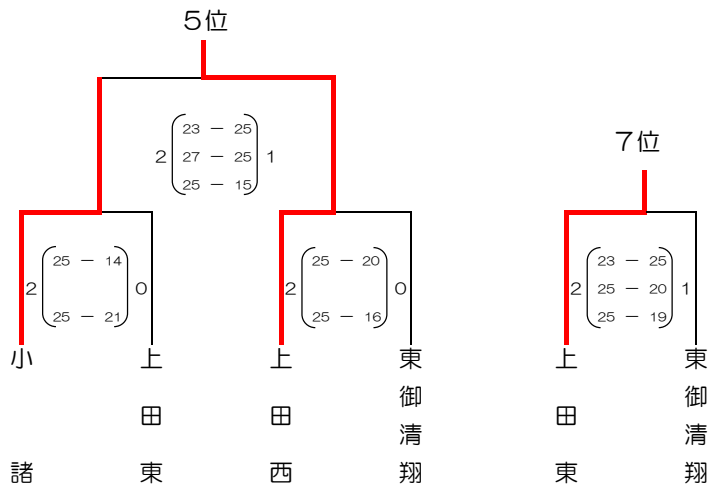 5位
23 － 25
2 27 － 25 1
25 － 15
7位
25 － 14
2 0
25 － 21
25 － 20
2 0
25 － 16
23 － 25
2 25 － 20 1
25 － 19
小諸
上田東
上田西
東御清翔
上田東
東御清翔